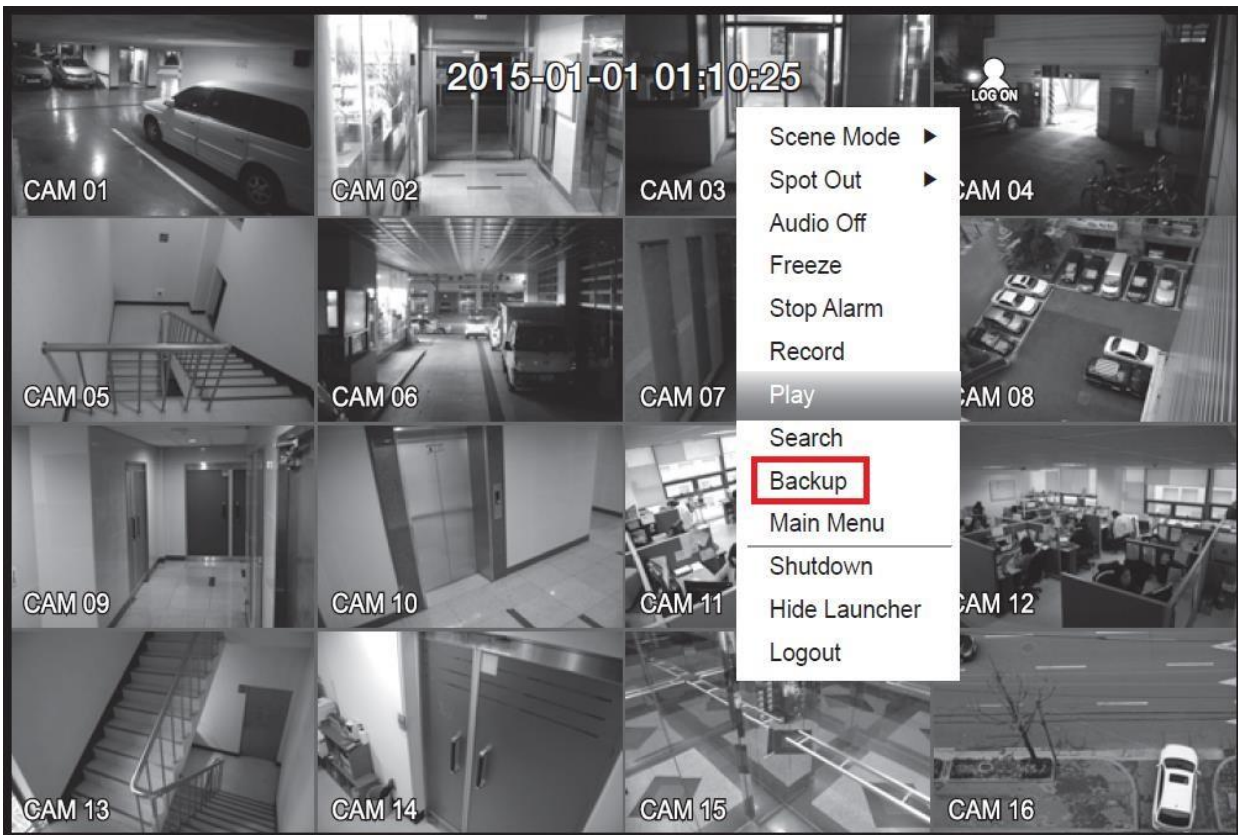 2015-01-01 01:10:25
LOG ON
CAM 01
CAM 02
CAM 03
CAM 04
Scene Mode ▶
Spot Out ▶
Audio Off
Freeze
Stop Alarm
Record
Play
Search
Backup
Main Menu
Shutdown
Hide Launcher
Logout
CAM 05
CAM 06
CAM 07
CAM 08
CAM 09
CAM 10
CAM 11
CAM 12
CAM 13
CAM 14
CAM 15
CAM 16